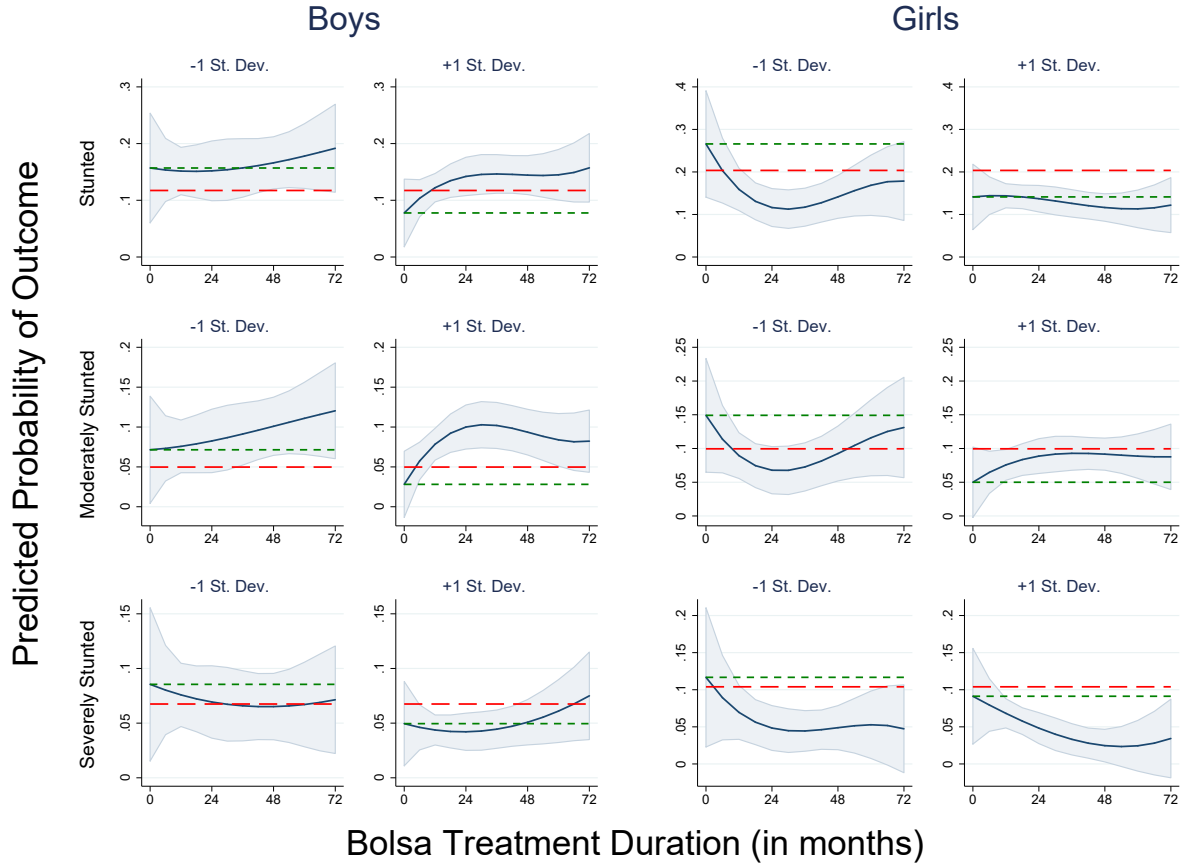 Boys
Girls
Predicted Probability of Outcome
Stunted
-1 St. Dev.
0 .1 .2 .3
0 24 48 72
+1 St. Dev.
0 .1 .2 .3
0 24 48 72
-1 St. Dev.
0 .1 .2 .3 .4
0 24 48 72
+1 St. Dev.
0 .1 .2 .3 .4
0 24 48 72
Moderately Stunted
-1 St. Dev.
0 .05 .1 .15 .2
0 24 48 72
+1 St. Dev.
0 .05 .1 .15 .2
0 24 48 72
-1 St. Dev.
0 .05 .1 .15 .2 .25
0 24 48 72
+1 St. Dev.
0 .05 .1 .15 .2 .25
0 24 48 72
Severely Stunted
-1 St. Dev.
0 .05 .1 .15
0 24 48 72
+1 St. Dev.
0 .05 .1 .15
0 24 48 72
-1 St. Dev.
0 .05 .1 .15 .2
0 24 48 72
+1 St. Dev.
0 .05 .1 .15 .2
0 24 48 72
Bolsa Treatment Duration (in months)